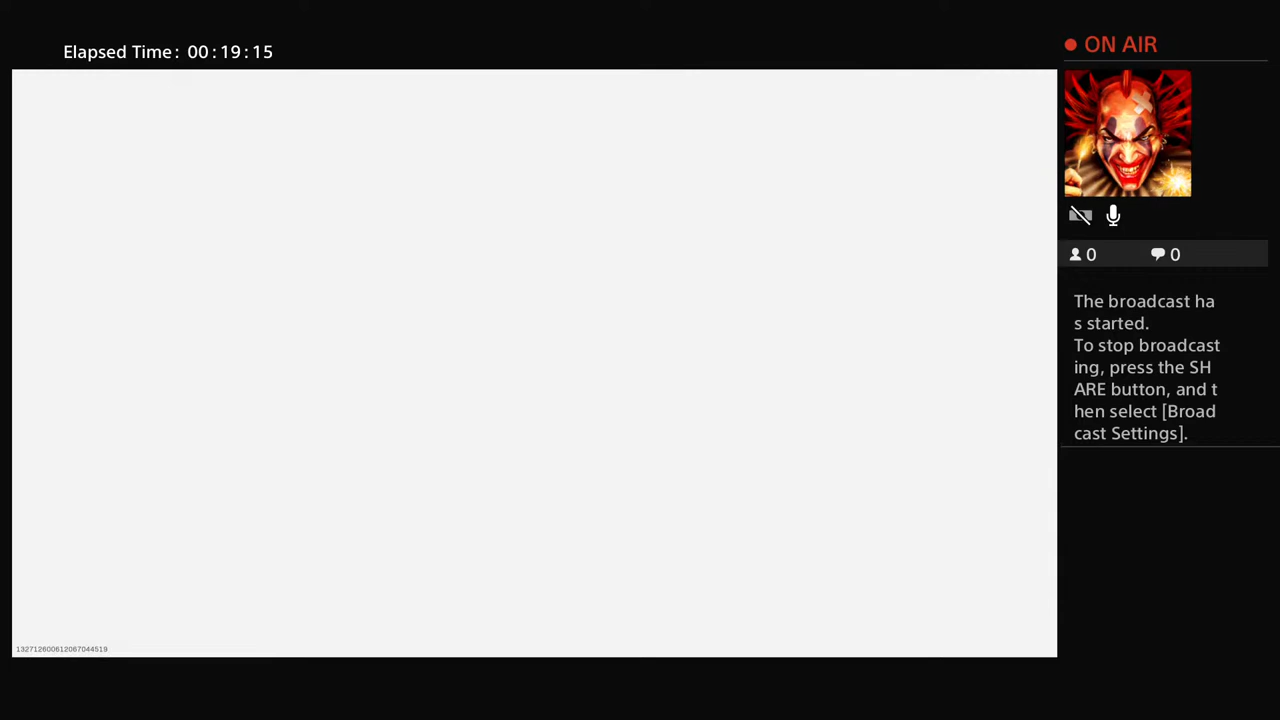 Elapsed Time: 00:19:15
ON AIR
0 0
The broadcast ha
s started.
To stop broadcast
ing, press the SH
ARE button, and t
hen select [Broad
cast Settings].
132712600612067044519